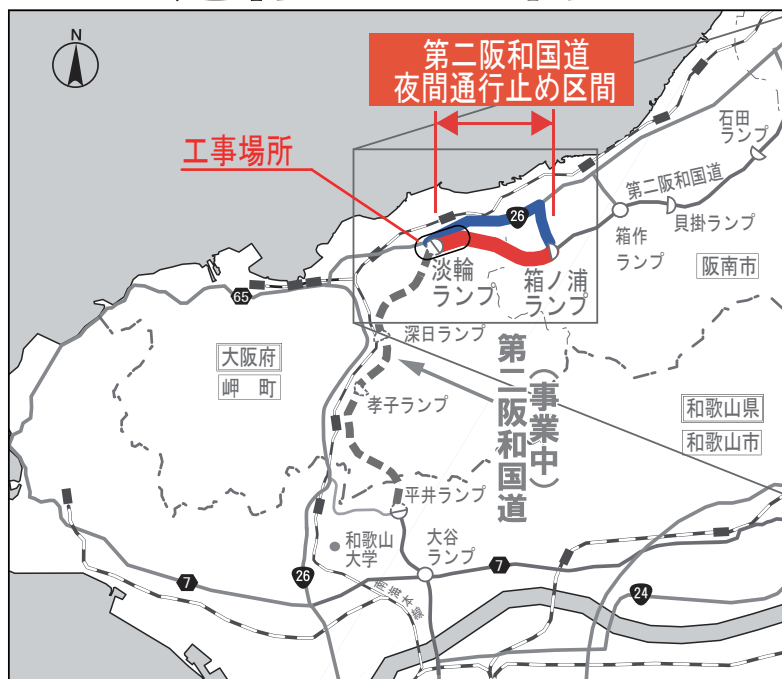 N
第二阪和国道
夜間通行止め区間
工事場所
石田
ランプ
第二阪和国道
26
貝掛ランプ
箱作
ランプ
淡輪
ランプ
箱ノ浦
ランプ
阪南市
65
深日ランプ
大阪府
岬 町
第二阪和国道
(事業中)
孝子ランプ
和歌山県
和歌山市
平井ランプ
和歌山
大学
大谷
ランプ
7
26
7
24
南海本線